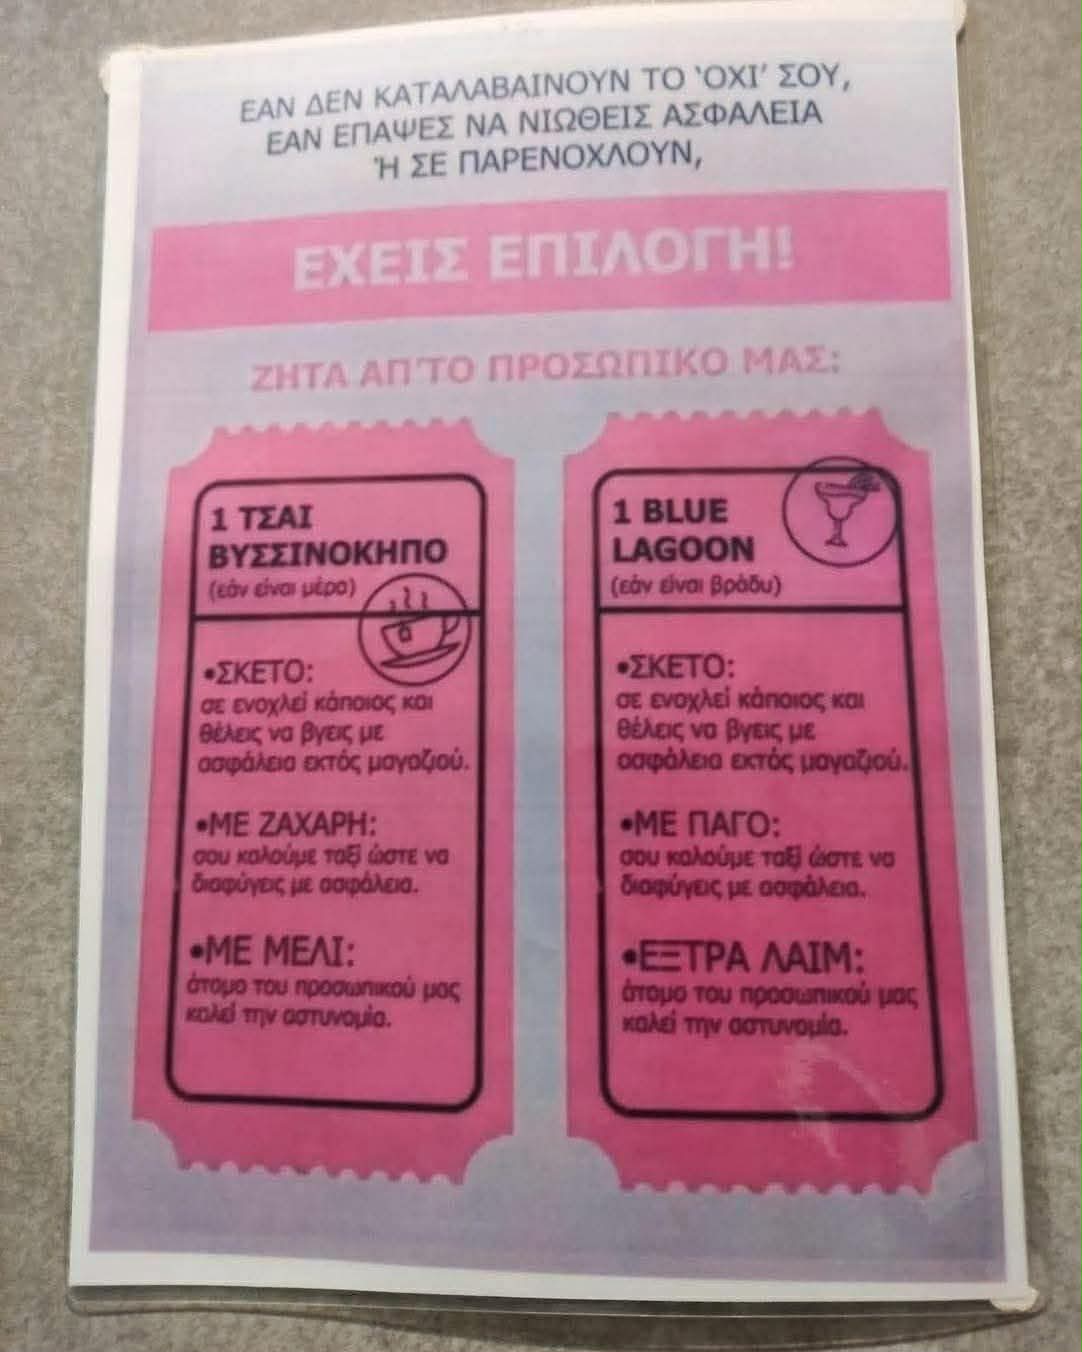 ΕΑΝ ΔΕΝ ΚΑΤΑΛΑΒΑΙΝΟΥΝ ΤΟ ‘ΟΧΙ’ ΣΟΥ,
ΕΑΝ ΕΠΑΨΕΣ ΝΑ ΝΙΩΘΕΙΣ ΑΣΦΑΛΕΙΑ
Ή ΣΕ ΠΑΡΕΝΟΧΛΟΥΝ,
ΕΧΕΙΣ ΕΠΙΛΟΓΗ!
ΖΗΤΑ ΑΠ'ΤΟ ΠΡΟΣΩΠΙΚΟ ΜΑΣ:
1 ΤΣΑΙ
ΒΥΣΣΙΝΟΚΗΠΟ
(εάν είναι μέρα)
•ΣΚΕΤΟ:
σε ενοχλεί κάποιος και
θέλεις να βγεις με
ασφάλεια εκτός μαγαζιού.
•ΜΕ ΖΑΧΑΡΗ:
σου καλούμε ταξί ώστε να
διαφύγεις με ασφάλεια.
•ΜΕ ΜΕΛΙ:
άτομο του προσωπικού μας
καλεί την αστυνομία.
1 BLUE
LAGOON
(εάν είναι βράδυ)
•ΣΚΕΤΟ:
σε ενοχλεί κάποιος και
θέλεις να βγεις με
ασφάλεια εκτός μαγαζιού.
•ΜΕ ΠΑΓΟ:
σου καλούμε ταξί ώστε να
διαφύγεις με ασφάλεια.
•ΕΞΤΡΑ ΛΑΙΜ:
άτομο του προσωπικού μας
καλεί την αστυνομία.